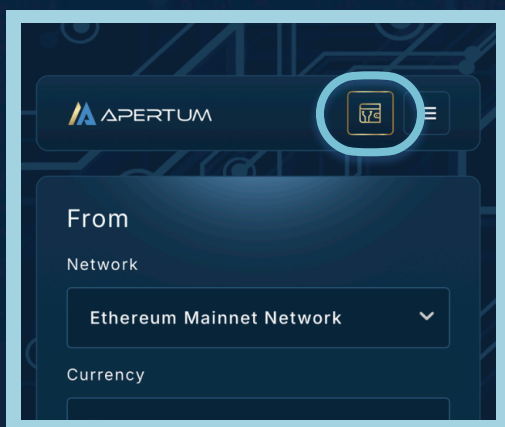 APERTUM
From
Network
Ethereum Mainnet Network
Currency